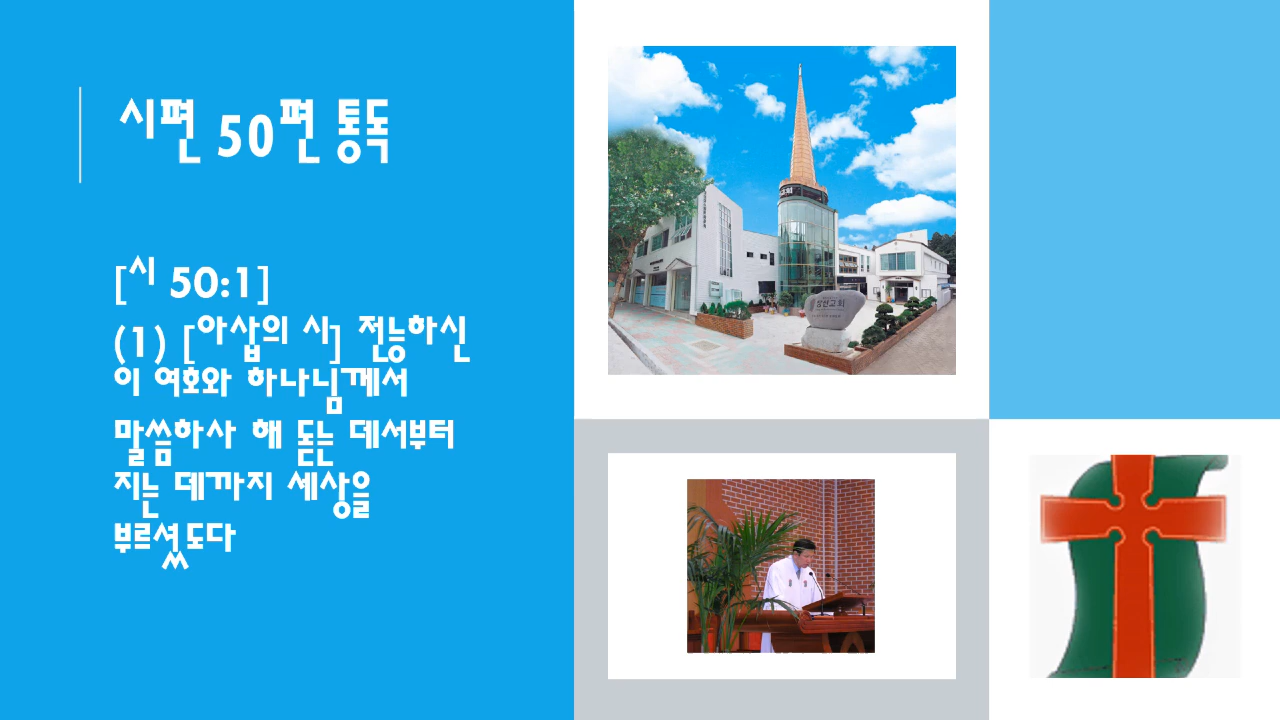 시편 50편 통독
[시 50:1]
(1) [아삽의 시] 전능하신
이 여호와 하나님께서
말씀하사 해 돋는 데서부터
지는 데까지 세상을
부르셨도다